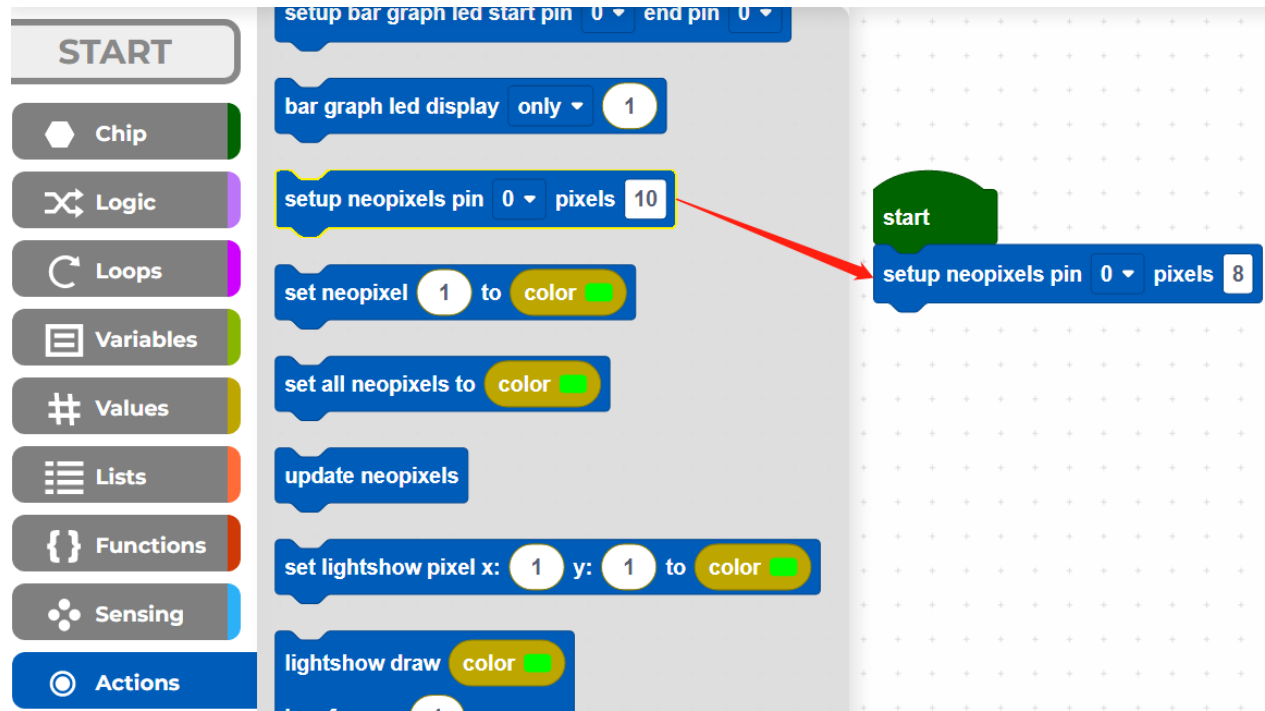 START
Chip
Logic
Loops
Variables
Values
Lists
Functions
Sensing
Actions
setup bar graph led start pin 0 end pin 0
bar graph led display only 1
setup neopixels pin 0 pixels 10
set neopixel 1 to color
set all neopixels to color
update neopixels
set lightshow pixel x: 1 y: 1 to color
lightshow draw color
start
setup neopixels pin 0 pixels 8